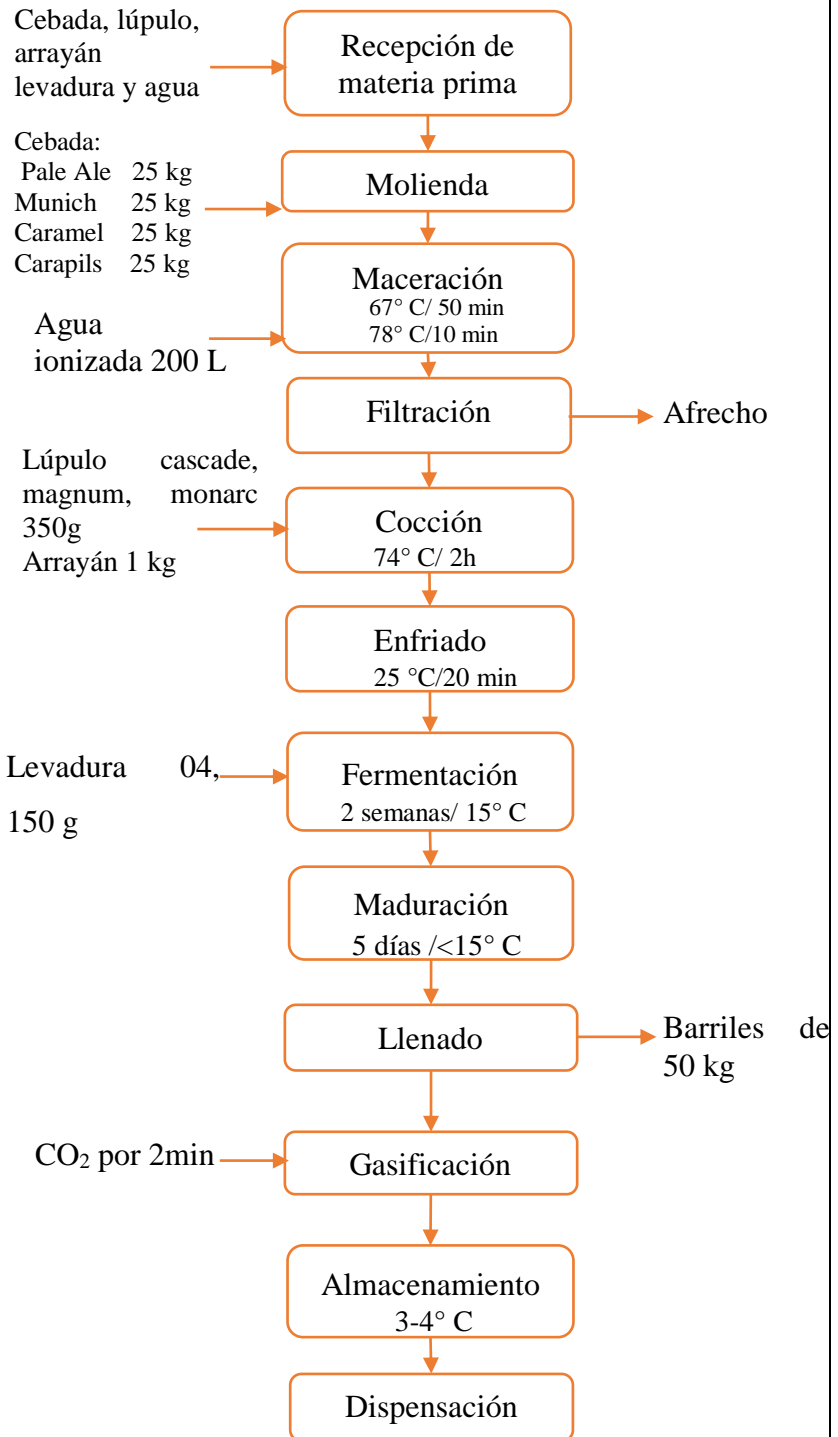 Cebada, lúpulo,
arrayán
levadura y agua
Recepción de
materia prima
Cebada:
Pale Ale 25 kg
Munich 25 kg
Caramel 25 kg
Carapils 25 kg
Molienda
Maceración
67° C/ 50 min
78° C/10 min
Agua
ionizada 200 L
Filtración
Afrecho
Lúpulo cascade,
magnum, monarc
350g
Arrayán 1 kg
Cocción
74° C/ 2h
Enfriado
25 °C/20 min
Levadura 04,
150 g
Fermentación
2 semanas/ 15° C
Maduración
5 días /<15° C
Llenado
Barriles de
50 kg
CO₂ por 2min
Gasificación
Almacenamiento
3-4° C
Dispensación